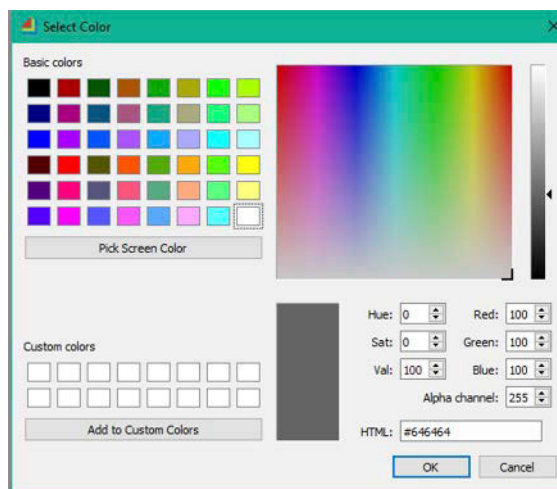 Select Color
Basic colors
Pick Screen Color
Custom colors
Add to Custom Colors
Hue: 0 Red: 100
Sat: 0 Green: 100
Val: 100 Blue: 100
Alpha channel: 255
HTML: #646464
OK Cancel